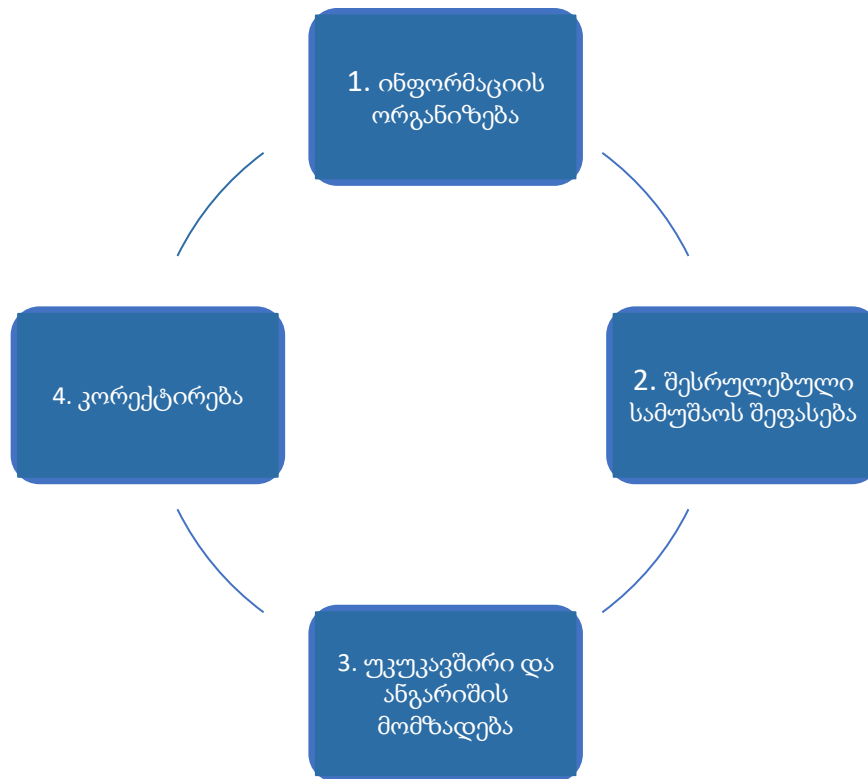 1. ინფორმაციის
ორგანიზება
2. შესრულებული
სამუშაოს შეფასება
3. უკუკავშირი და
ანგარიშის
მომზადება
4. კორექტირება